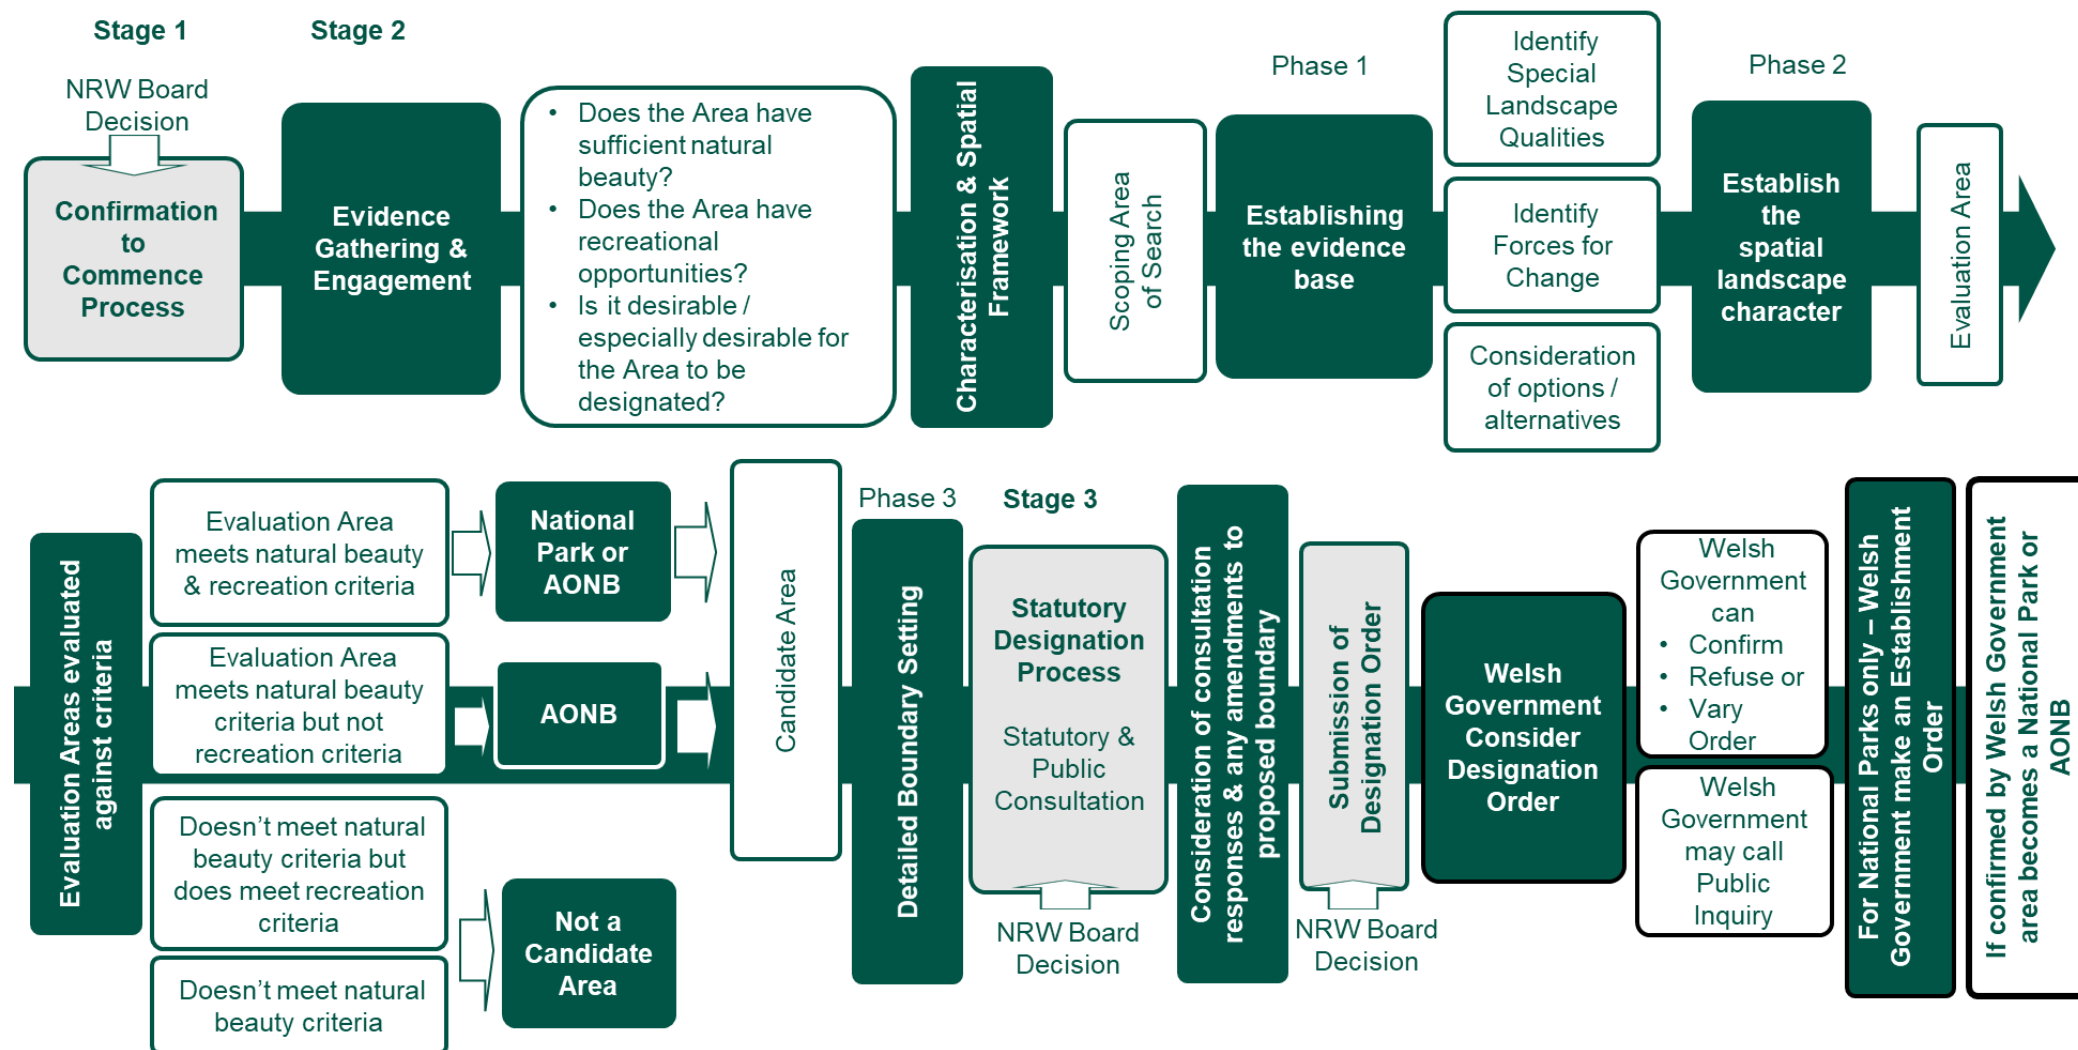 Stage 1
Stage 2
NRW Board
Decision
Confirmation
to
Commence
Process
Evidence
Gathering &
Engagement
• Does the Area have
sufficient natural
beauty?
• Does the Area have
recreational
opportunities?
• Is it desirable /
especially desirable for
the Area to be
designated?
Characterisation & Spatial
Framework
Scoping Area
of Search
Phase 1
Establishing
the evidence
base
Identify
Special
Landscape
Qualities
Identify
Forces for
Change
Consideration
of options /
alternatives
Phase 2
Establish
the
spatial
landscape
character
Evaluation Area
Evaluation Areas evaluated
against criteria
Evaluation Area
meets natural beauty
& recreation criteria
National
Park or
AONB
Evaluation Area
meets natural beauty
criteria but not
recreation criteria
AONB
Doesn’t meet natural
beauty criteria but
does meet recreation
criteria
Doesn’t meet natural
beauty criteria
Not a
Candidate
Area
Candidate Area
Phase 3
Detailed Boundary Setting
Stage 3
Statutory
Designation
Process
Statutory &
Public
Consultation
NRW Board
Decision
Consideration of consultation
responses & any amendments to
proposed boundary
Submission of
Designation Order
NRW Board
Decision
Welsh
Government
Consider
Designation
Order
Welsh
Government
can
• Confirm
• Refuse or
• Vary
Order
Welsh
Government
may call
Public
Inquiry
For National Parks only – Welsh
Government make an Establishment
Order
If confirmed by Welsh Government
area becomes a National Park or
AONB